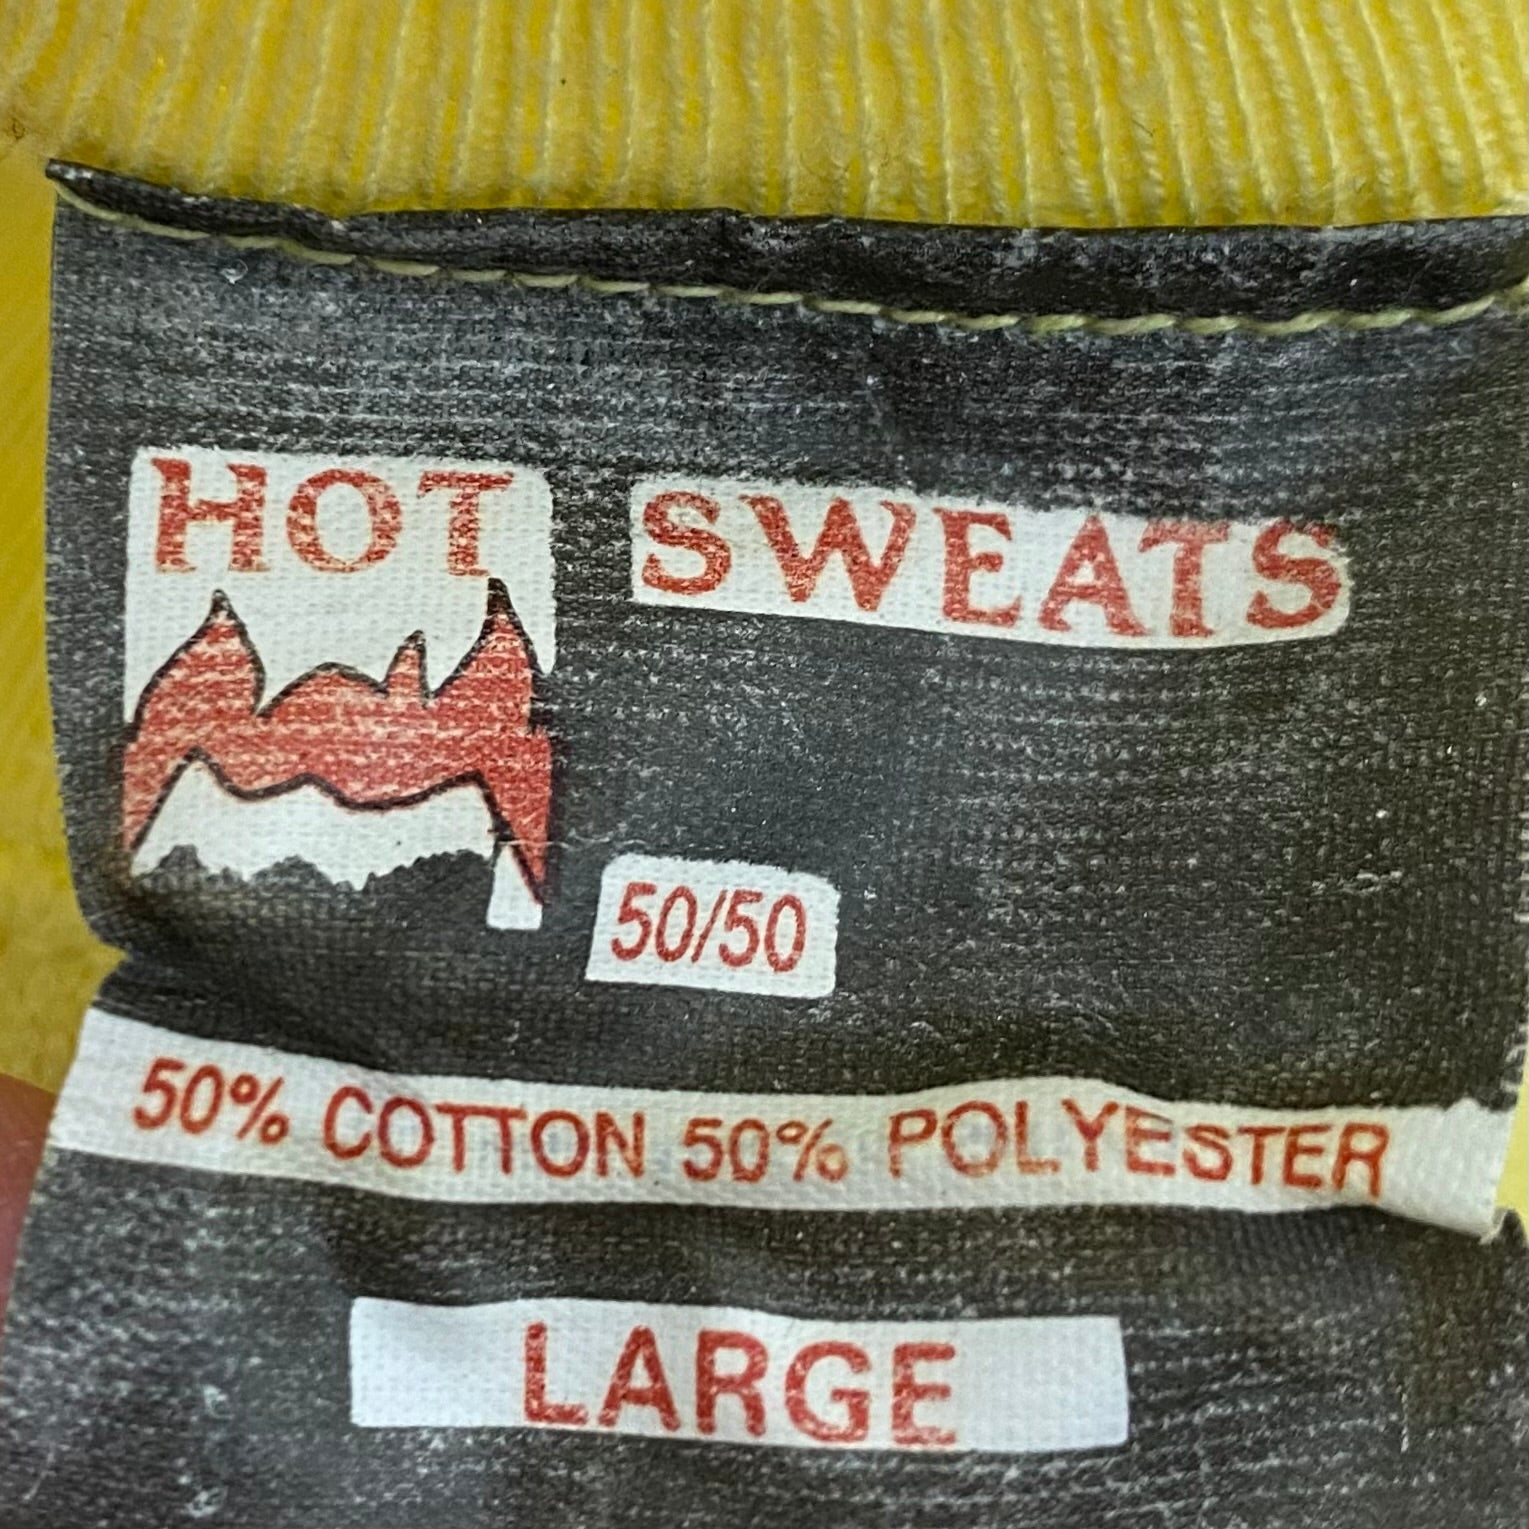 HOT SWEATS
50/50
50% COTTON 50% POLYESTER
LARGE